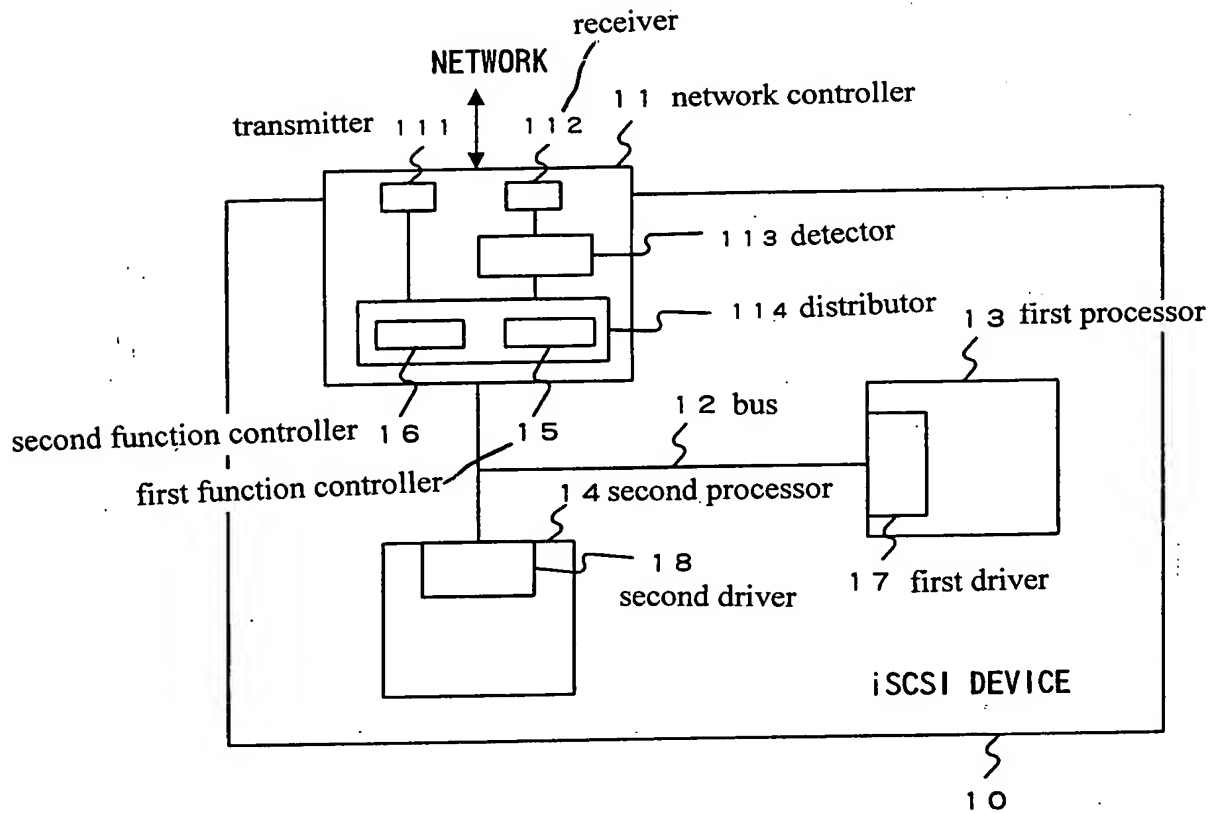 receiver
NETWORK
11 network controller
transmitter 111
112
113 detector
114 distributor
13 first processor
second function controller 16
15
12 bus
first function controller
14 second processor
18
second driver
17 first driver
iSCSI DEVICE
10